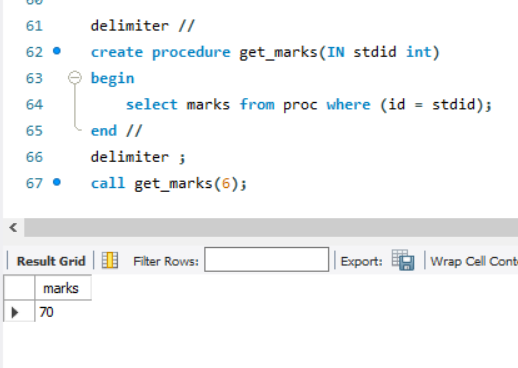 60
61 delimiter //
62 create procedure get_marks(IN stdid int)
63 begin
64 select marks from proc where (id = stdid);
65 end //
66 delimiter ;
67 call get_marks(6);
Result Grid Filter Rows: Export: Wrap Cell Cont
marks
70